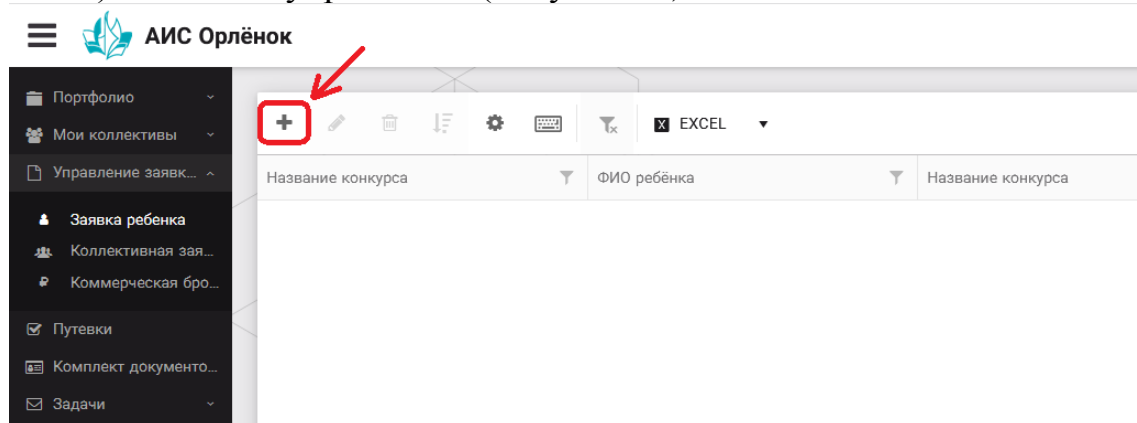 АИС Орлёнок
Портфолио
Мои коллективы
Управление заявк...
Заявка ребенка
Коллективная зая...
Коммерческая бро...
Путевки
Комплект документо...
Задачи
EXCEL
Название конкурса ФИО ребёнка Название конкурса